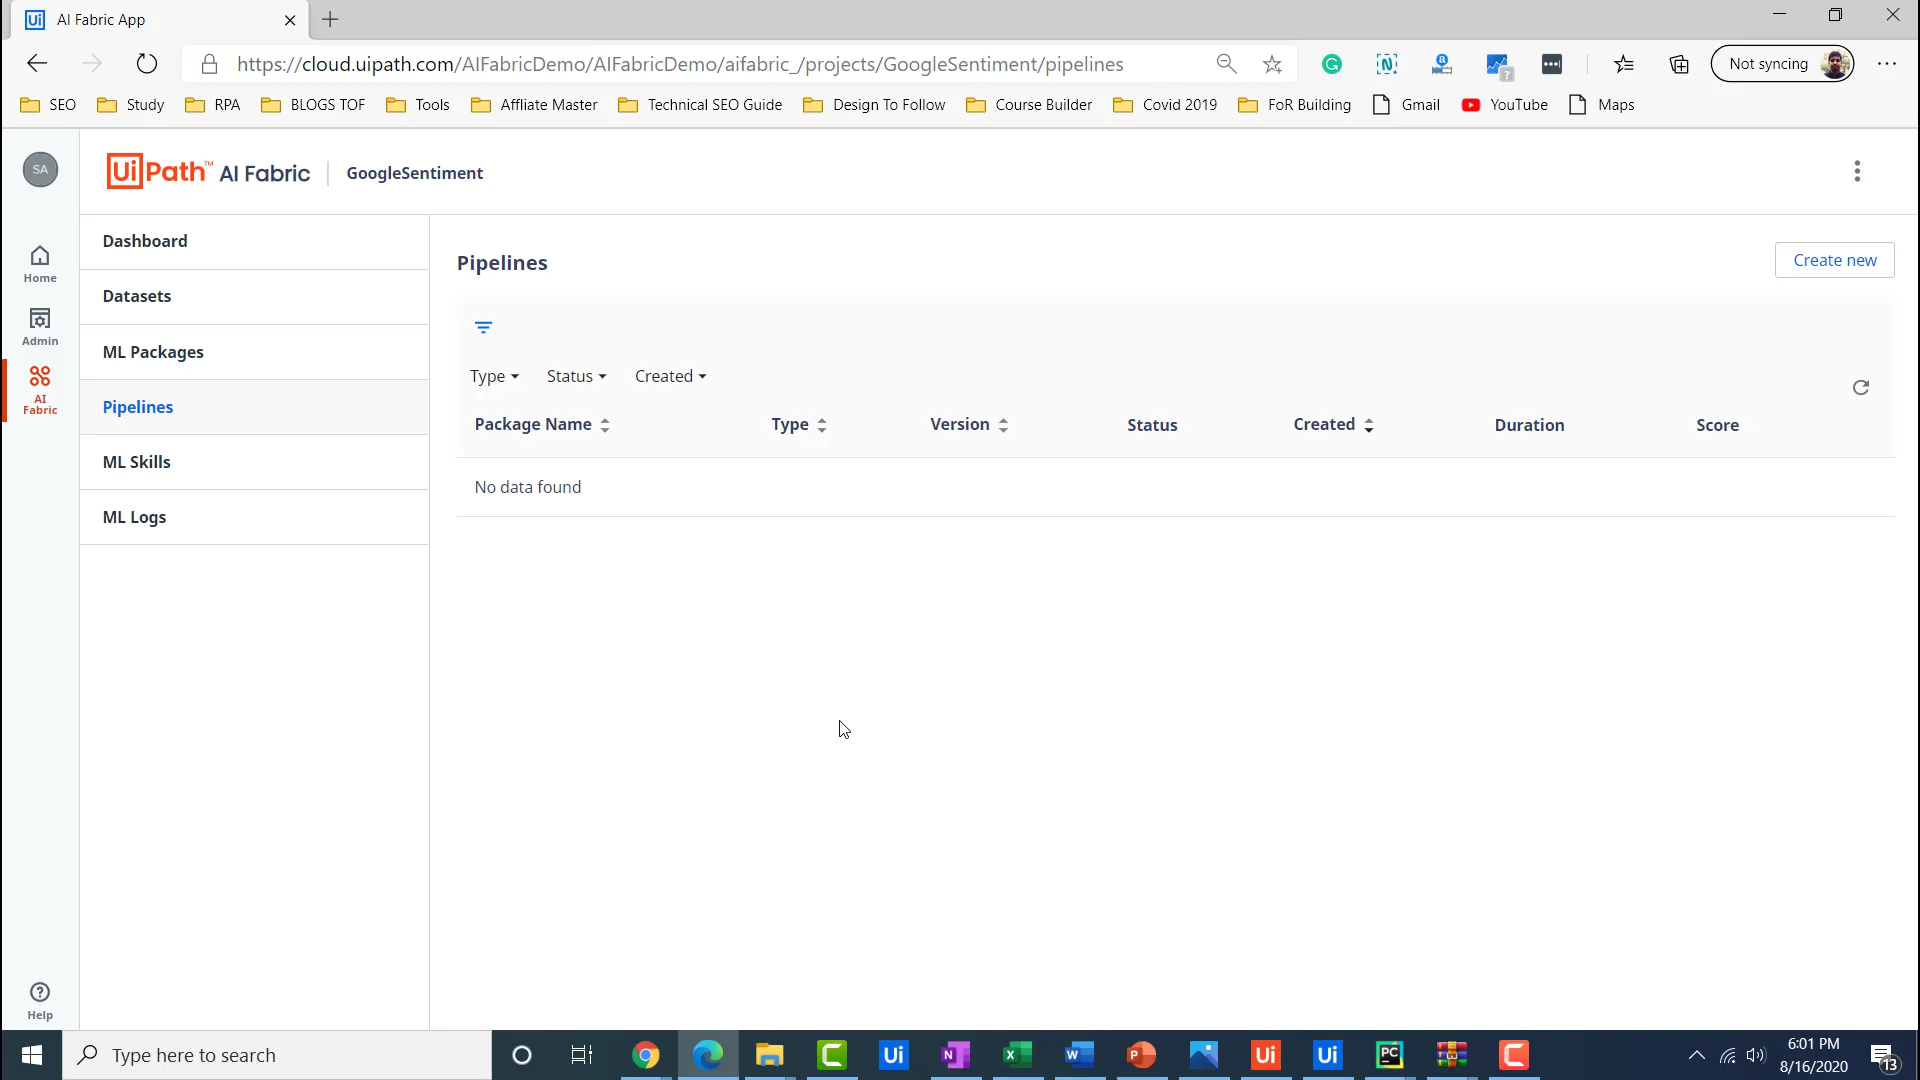 AI Fabric App
https://cloud.uipath.com/AIFabricDemo/AIFabricDemo/aifabric_/projects/GoogleSentiment/pipelines
Not syncing
SEO Study RPA BLOGS TOF Tools Affliate Master Technical SEO Guide Design To Follow Course Builder Covid 2019 FoR Building Gmail YouTube Maps
SA
UiPath™ AI Fabric | GoogleSentiment
Home
Admin
AI
Fabric
Help
Dashboard
Datasets
ML Packages
Pipelines
ML Skills
ML Logs
Pipelines
Create new
Type Status Created
Package Name Type Version Status Created Duration Score
No data found
Type here to search
6:01 PM
8/16/2020
13